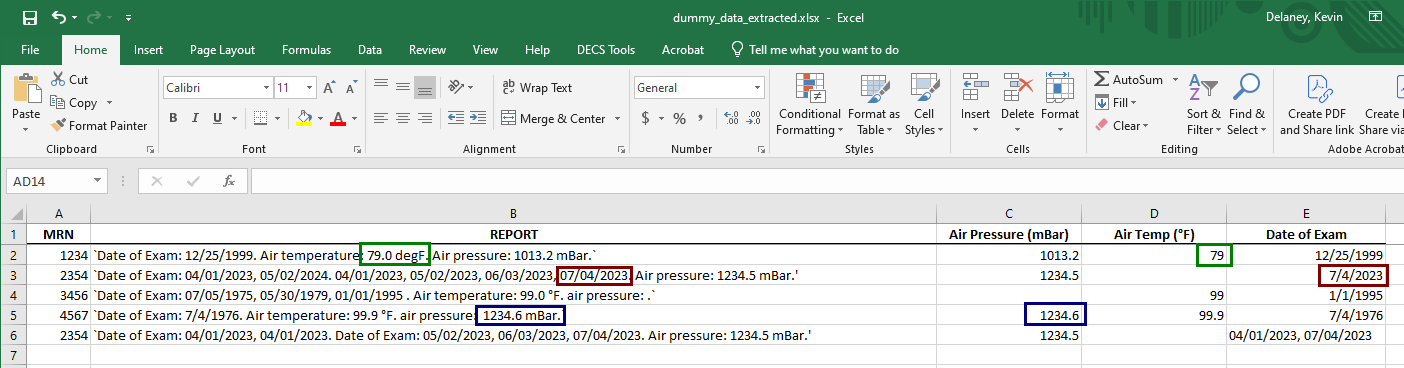 dummy_data_extracted.xlsx - Excel
Delaney, Kevin
File Home Insert Page Layout Formulas Data Review View Help DECS Tools Acrobat Tell me what you want to do
Paste
Cut
Copy
Format Painter
Clipboard
Calibri 11
B I U
Font
Wrap Text
Merge & Center
Alignment
General
$ % ,
Number
Conditional Formatting
Format as Table
Cell Styles
Styles
Insert Delete Format
Cells
AutoSum
Fill
Clear
Sort & Filter
Find & Select
Editing
Create PDF and Share link
Create P
Share via
Adobe Acrobat
AD14 fx
A B C D E
1 MRN REPORT Air Pressure (mBar) Air Temp (°F) Date of Exam
2 1234 `Date of Exam: 12/25/1999. Air temperature: 79.0 degF. Air pressure: 1013.2 mBar.` 1013.2 79 12/25/1999
3 2354 `Date of Exam: 04/01/2023, 05/02/2024. 04/01/2023, 05/02/2023, 06/03/2023, 07/04/2023. Air pressure: 1234.5 mBar.' 1234.5 7/4/2023
4 3456 `Date of Exam: 07/05/1975, 05/30/1979, 01/01/1995 . Air temperature: 99.0 °F. air pressure: .` 99 1/1/1995
5 4567 `Date of Exam: 7/4/1976. Air temperature: 99.9 °F. air pressure: 1234.6 mBar.` 1234.6 99.9 7/4/1976
6 2354 `Date of Exam: 04/01/2023, 04/01/2023. Date of Exam: 05/02/2023, 06/03/2023, 07/04/2023. Air pressure: 1234.5 mBar.' 1234.5 04/01/2023, 07/04/2023
7